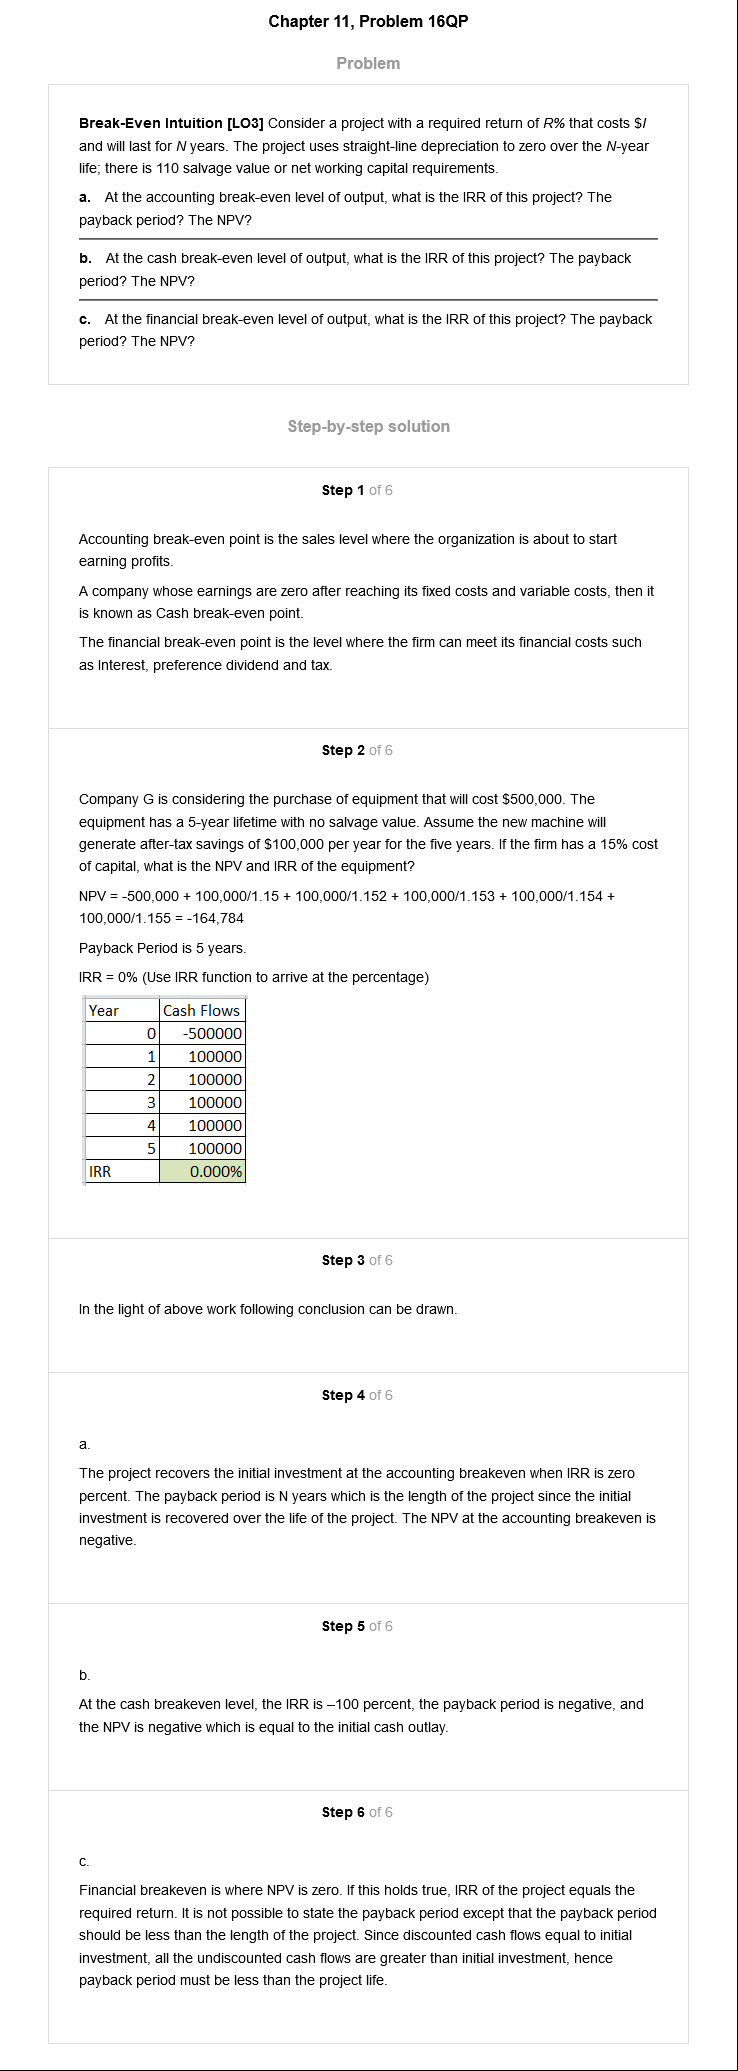 Chapter 11, Problem 16QP
Problem
Break-Even Intuition [LO3] Consider a project with a required return of R% that costs $I
and will last for N years. The project uses straight-line depreciation to zero over the N-year
life; there is 110 salvage value or net working capital requirements.
a. At the accounting break-even level of output, what is the IRR of this project? The
payback period? The NPV?
b. At the cash break-even level of output, what is the IRR of this project? The payback
period? The NPV?
c. At the financial break-even level of output, what is the IRR of this project? The payback
period? The NPV?
Step-by-step solution
Step 1 of 6
Accounting break-even point is the sales level where the organization is about to start
earning profits.
A company whose earnings are zero after reaching its fixed costs and variable costs, then it
is known as Cash break-even point.
The financial break-even point is the level where the firm can meet its financial costs such
as Interest, preference dividend and tax.
Step 2 of 6
Company G is considering the purchase of equipment that will cost $500,000. The
equipment has a 5-year lifetime with no salvage value. Assume the new machine will
generate after-tax savings of $100,000 per year for the five years. If the firm has a 15% cost
of capital, what is the NPV and IRR of the equipment?
NPV = -500,000 + 100,000/1.15 + 100,000/1.152 + 100,000/1.153 + 100,000/1.154 +
100,000/1.155 = -164,784
Payback Period is 5 years.
IRR = 0% (Use IRR function to arrive at the percentage)
Year Cash Flows
0 -500000
1 100000
2 100000
3 100000
4 100000
5 100000
IRR 0.000%
Step 3 of 6
In the light of above work following conclusion can be drawn.
Step 4 of 6
a.
The project recovers the initial investment at the accounting breakeven when IRR is zero
percent. The payback period is N years which is the length of the project since the initial
investment is recovered over the life of the project. The NPV at the accounting breakeven is
negative.
Step 5 of 6
b.
At the cash breakeven level, the IRR is –100 percent, the payback period is negative, and
the NPV is negative which is equal to the initial cash outlay.
Step 6 of 6
c.
Financial breakeven is where NPV is zero. If this holds true, IRR of the project equals the
required return. It is not possible to state the payback period except that the payback period
should be less than the length of the project. Since discounted cash flows equal to initial
investment, all the undiscounted cash flows are greater than initial investment, hence
payback period must be less than the project life.